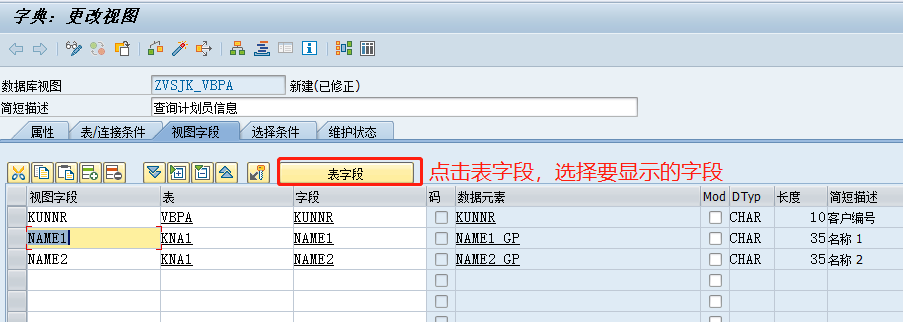 字典：更改视图
数据库视图 ZVSJK_VBPA 新建(已修正)
简短描述 查询计划员信息
属性 表/连接条件 视图字段 选择条件 维护状态
表字段 点击表字段，选择要显示的字段
视图字段 表 字段 码 数据元素 Mod DTyp 长度 简短描述
KUNNR VBPA KUNNR KUNNR CHAR 10 客户编号
NAME1 KNA1 NAME1 NAME1_GP CHAR 35 名称 1
NAME2 KNA1 NAME2 NAME2_GP CHAR 35 名称 2